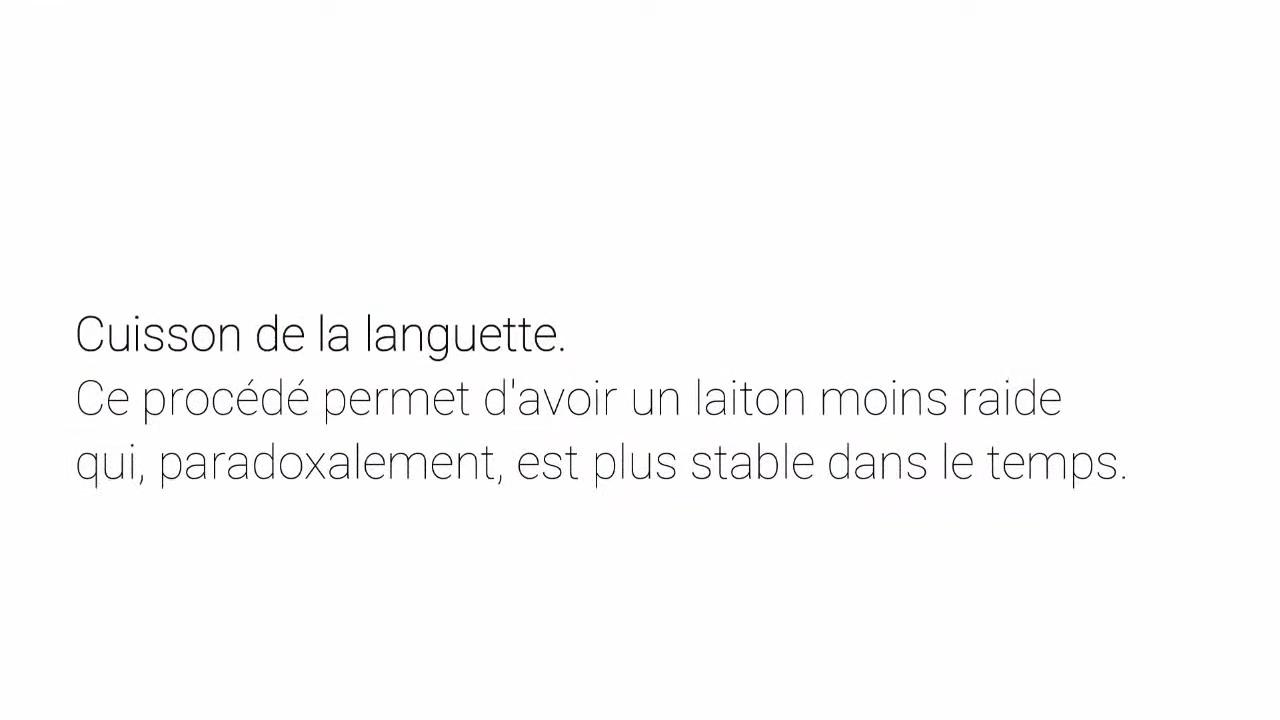 Cuisson de la languette.
Ce procédé permet d'avoir un laiton moins raide
qui, paradoxalement, est plus stable dans le temps.